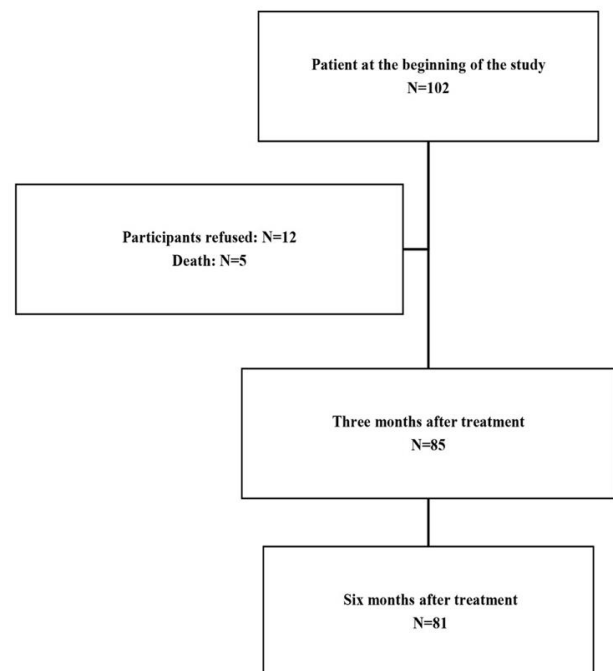 Patient at the beginning of the study
N=102
Participants refused: N=12
Death: N=5
Three months after treatment
N=85
Six months after treatment
N=81